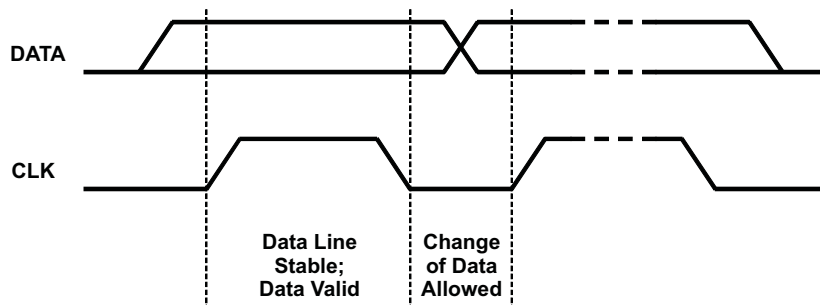 DATA
CLK
Data Line
Stable;
Data Valid
Change
of Data
Allowed